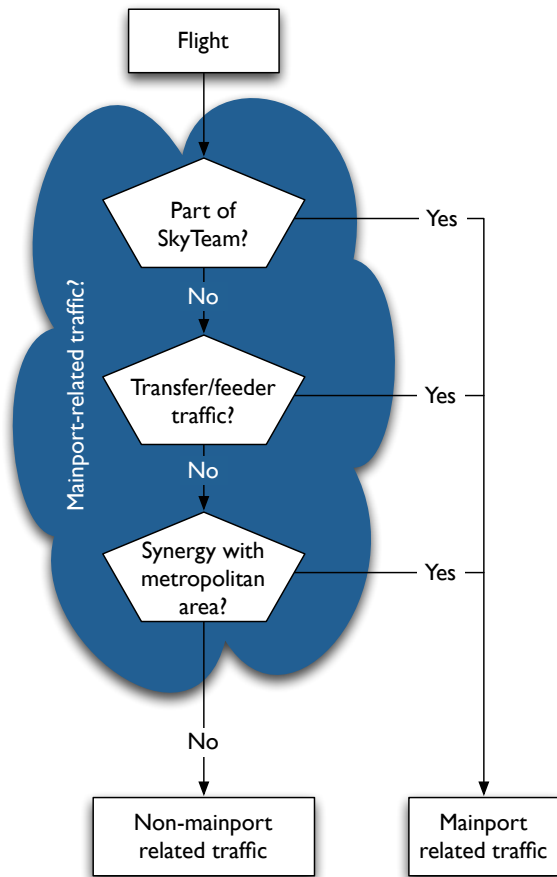 Flight
Part of
SkyTeam?
Yes
No
Mainport-related traffic?
Transfer/feeder
traffic?
Yes
No
Synergy with
metropolitan
area?
Yes
No
Non-mainport
related traffic
Mainport
related traffic